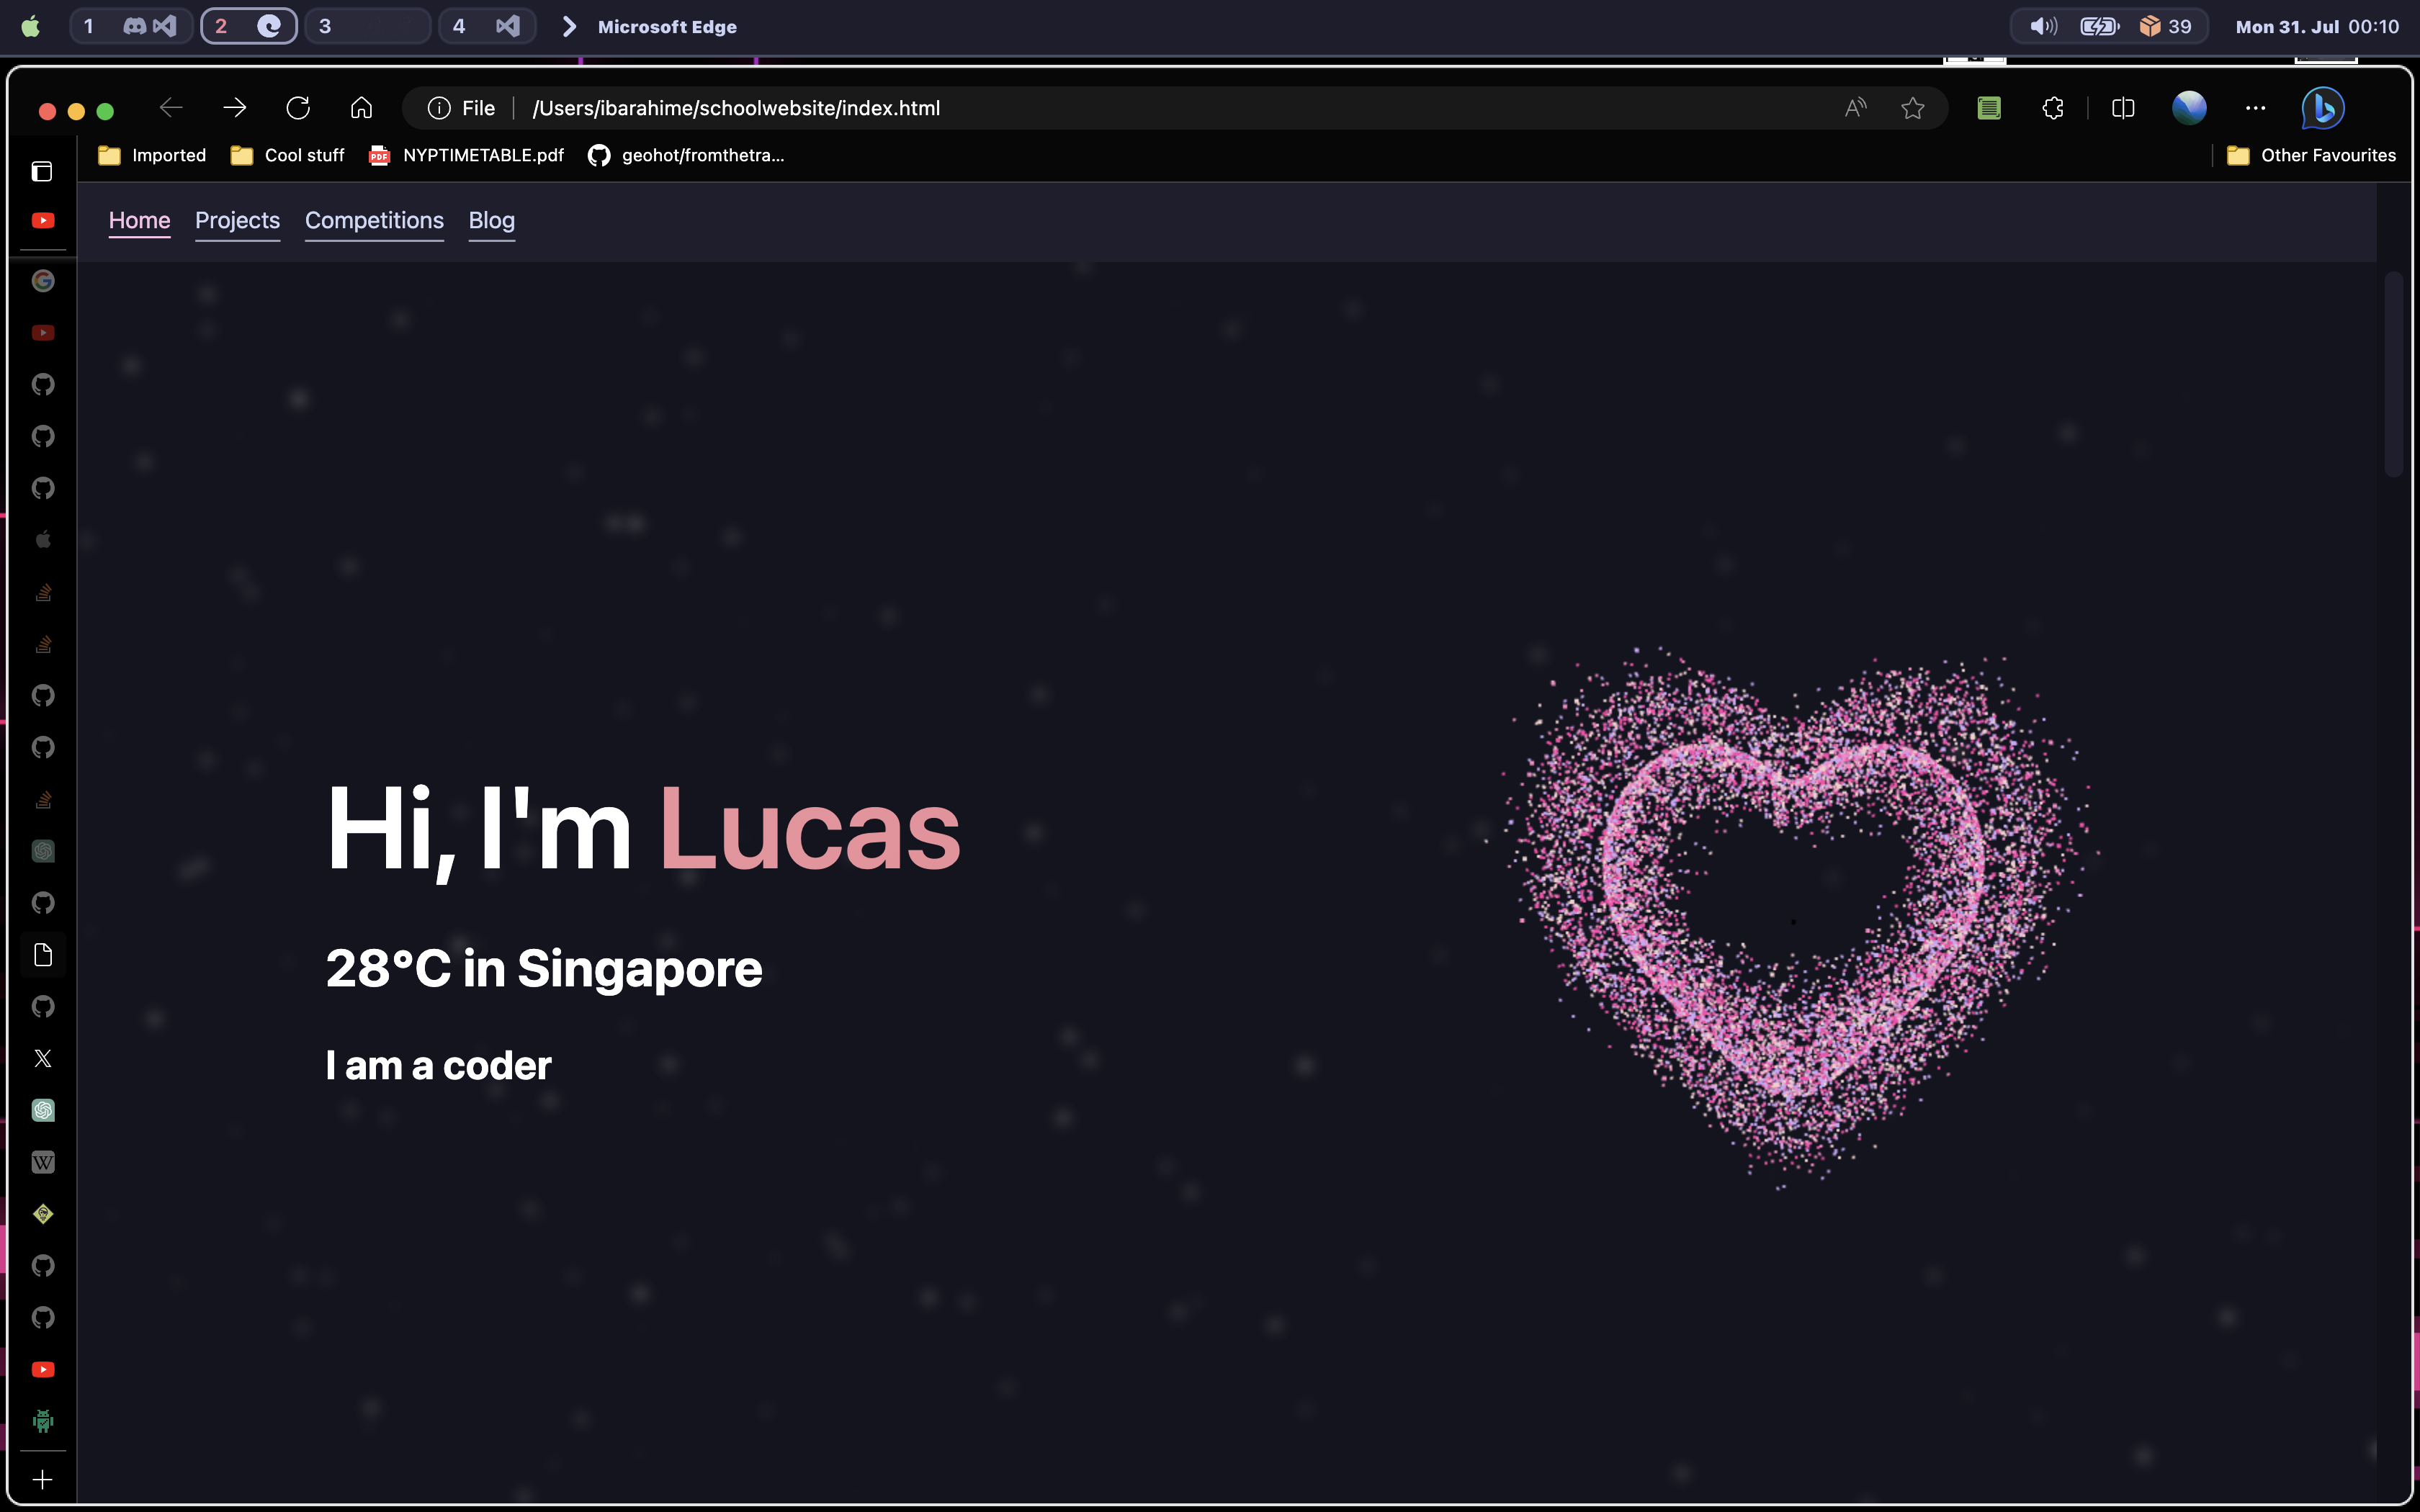 1 2 3 4 Microsoft Edge 39 Mon 31. Jul 00:10
File /Users/ibarahime/schoolwebsite/index.html
Imported Cool stuff NYPTIMETABLE.pdf geohot/fromthetra... Other Favourites
Home Projects Competitions Blog
Hi, I'm Lucas
28°C in Singapore
I am a coder